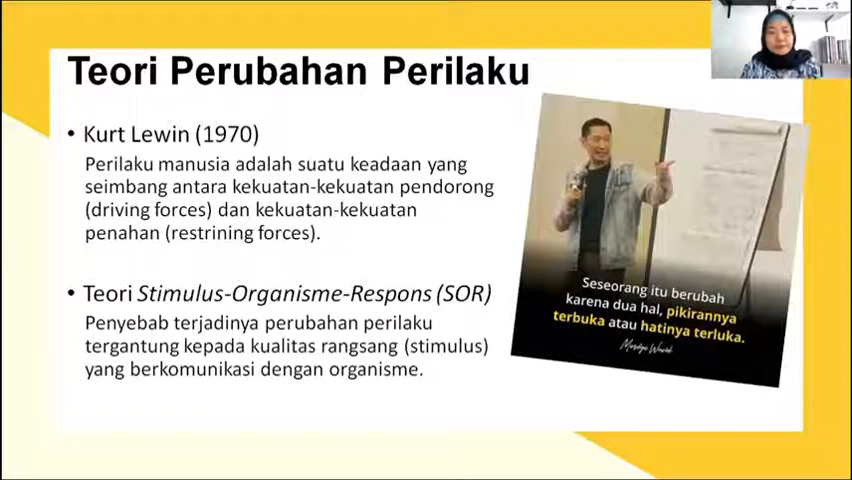 Teori Perubahan Perilaku
• Kurt Lewin (1970)
Perilaku manusia adalah suatu keadaan yang
seimbang antara kekuatan-kekuatan pendorong
(driving forces) dan kekuatan-kekuatan
penahan (restrining forces).
• Teori Stimulus-Organisme-Respons (SOR)
Penyebab terjadinya perubahan perilaku
tergantung kepada kualitas rangsang (stimulus)
yang berkomunikasi dengan organisme.
Seseorang itu berubah
karena dua hal, pikirannya
terbuka atau hatinya terluka.